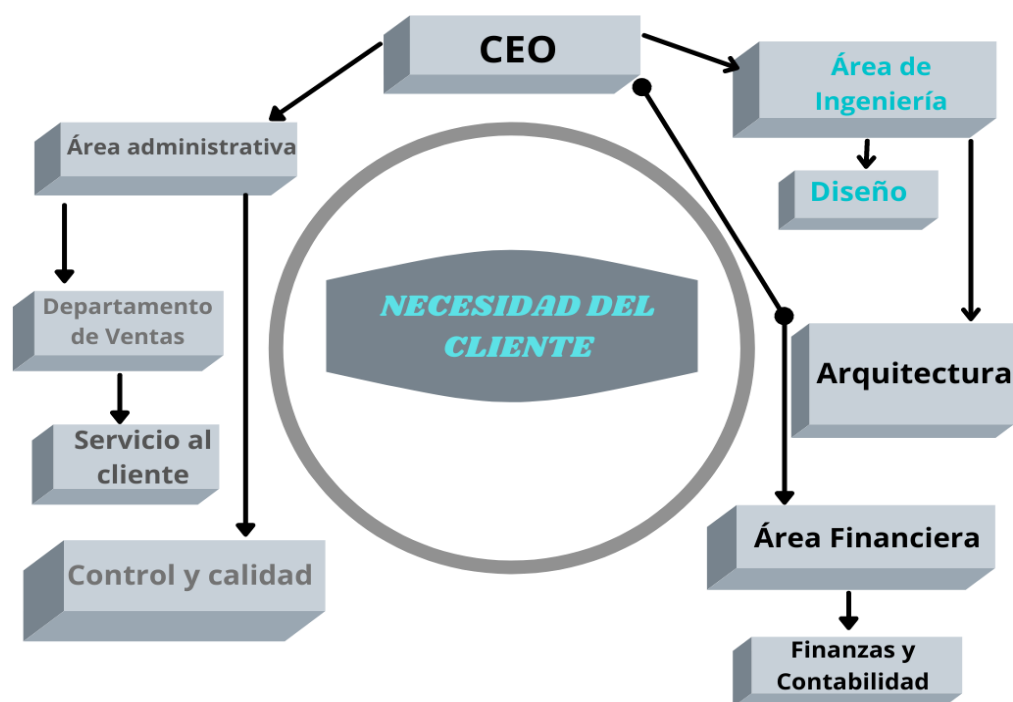 CEO
Área de
Ingeniería
Área administrativa
Diseño
NECESIDAD DEL
CLIENTE
Departamento
de Ventas
Arquitectura
Servicio al
cliente
Área Financiera
Control y calidad
Finanzas y
Contabilidad